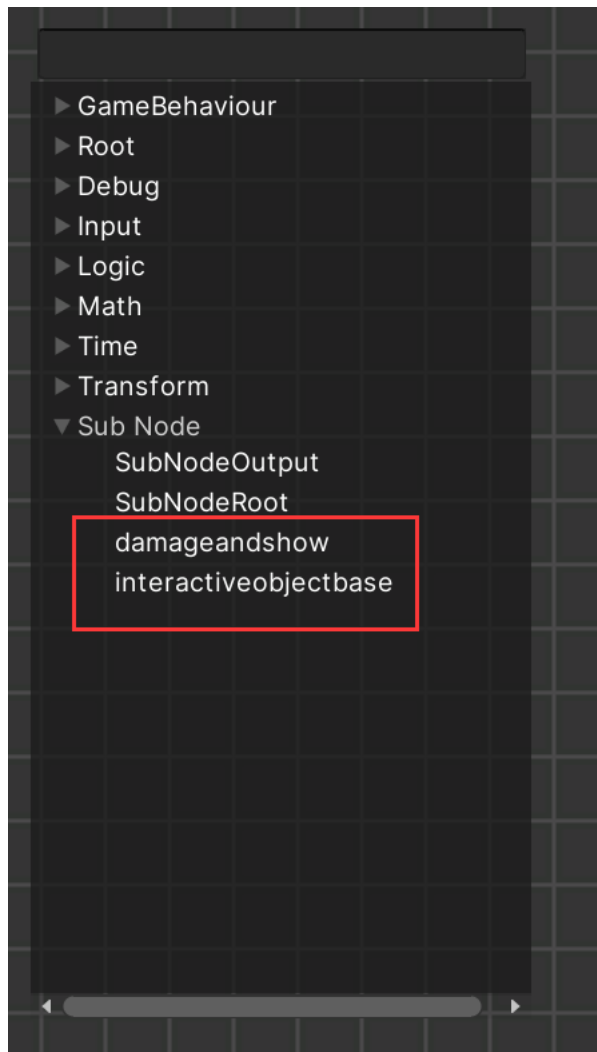 GameBehaviour
Root
Debug
Input
Logic
Math
Time
Transform
Sub Node
SubNodeOutput
SubNodeRoot
damageandshow
interactiveobjectbase